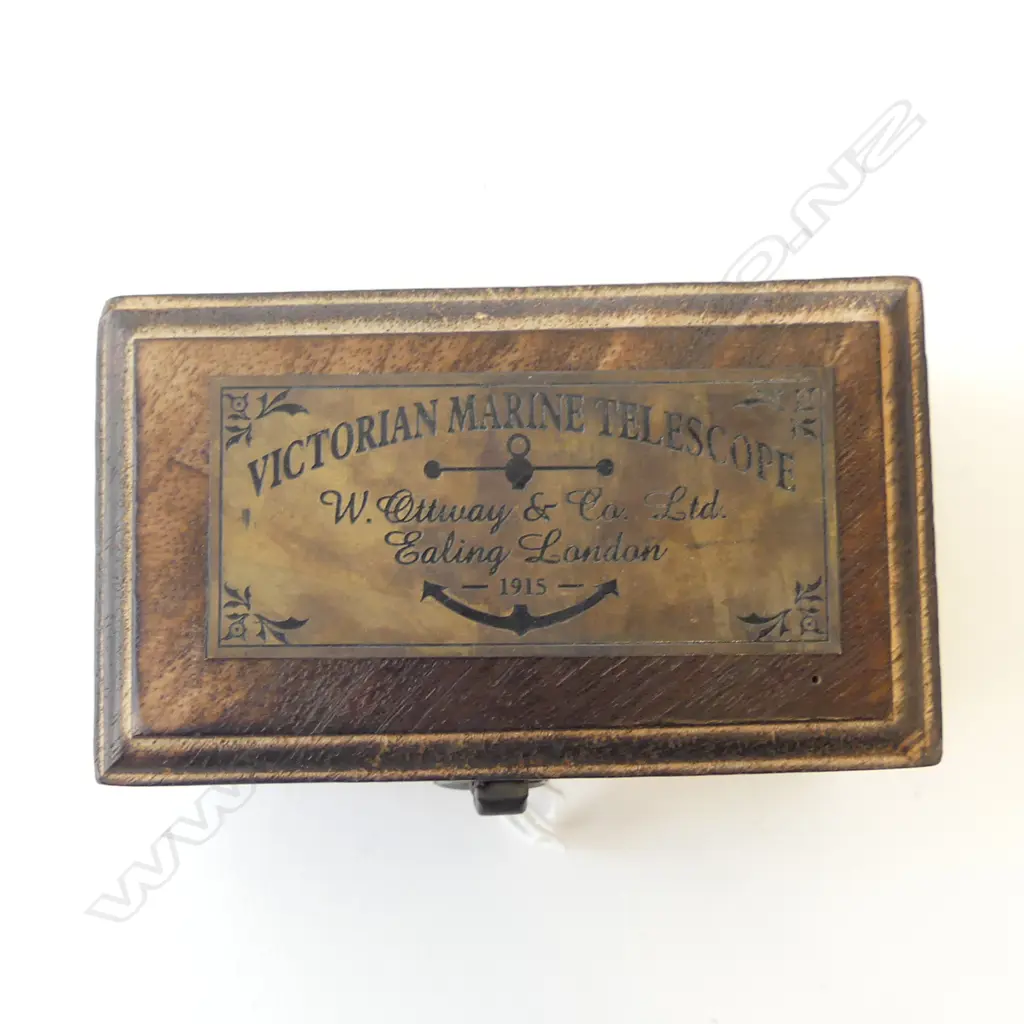 VICTORIAN MARINE TELESCOPE
W. Ottway & Co. Ltd.
Ealing London
— 1915 —